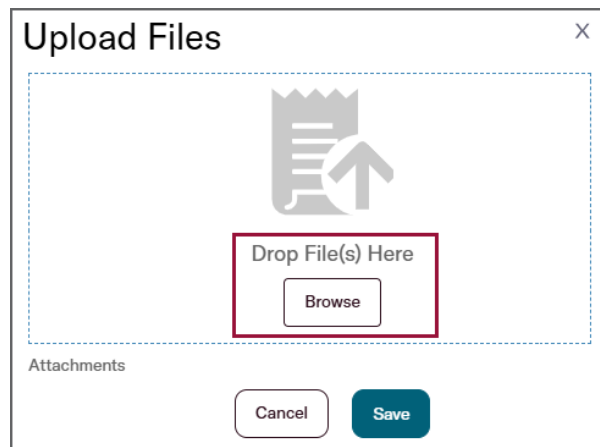 Upload Files
X
Drop File(s) Here
Browse
Attachments
Cancel Save